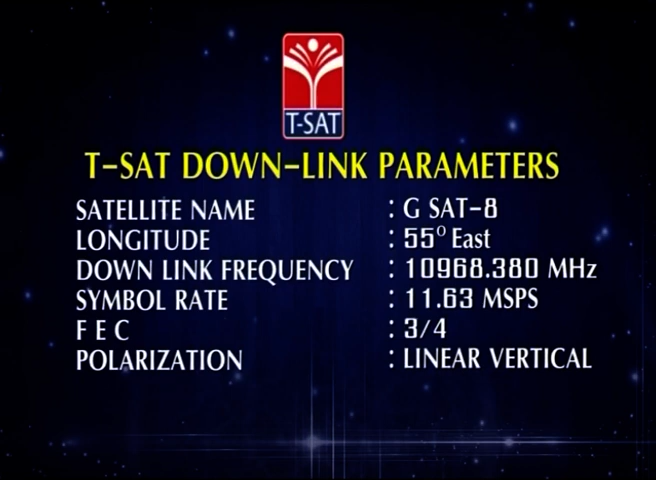 T-SAT
T-SAT DOWN-LINK PARAMETERS
SATELLITE NAME : G SAT-8
LONGITUDE : 55° East
DOWN LINK FREQUENCY : 10968.380 MHz
SYMBOL RATE : 11.63 MSPS
F E C : 3/4
POLARIZATION : LINEAR VERTICAL